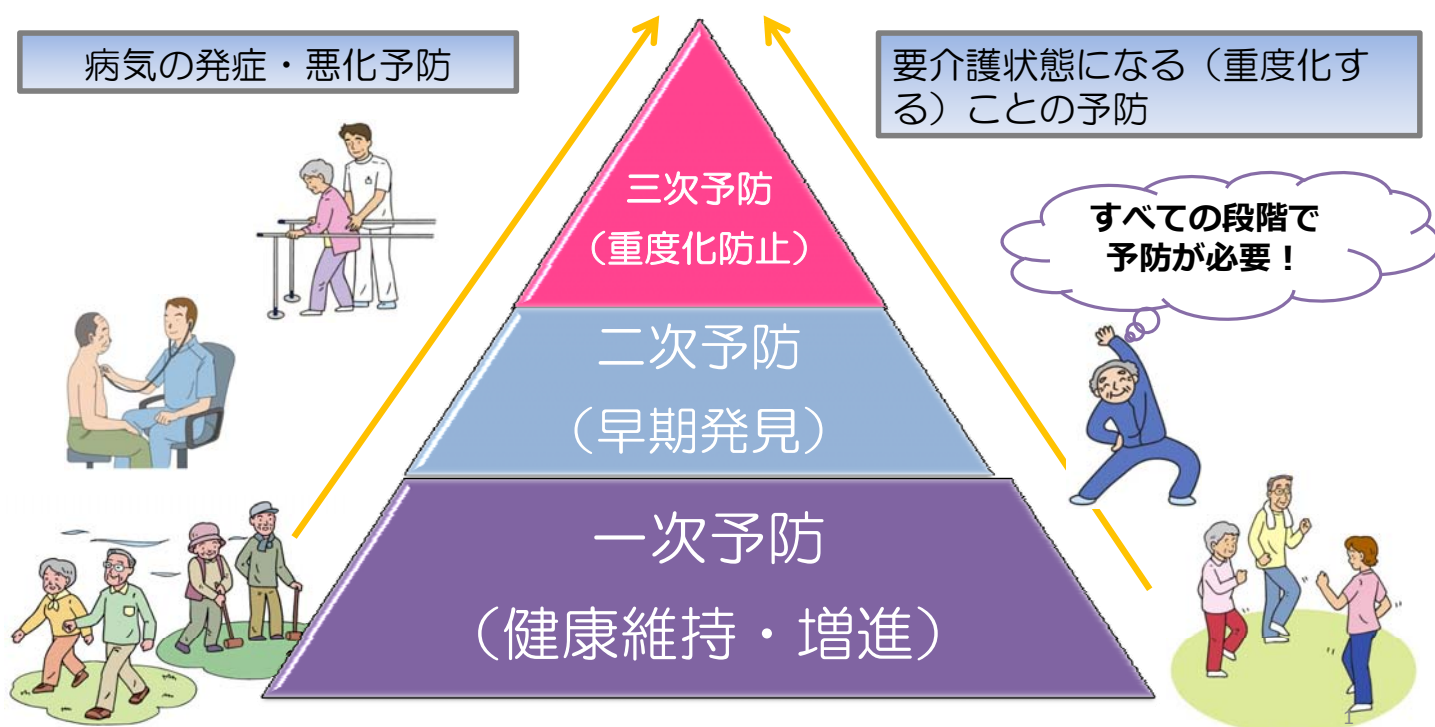 病気の発症・悪化予防
要介護状態になる（重度化す
る）ことの予防
三次予防
（重度化防止）
すべての段階で
予防が必要！
二次予防
（早期発見）
一次予防
（健康維持・増進）
1